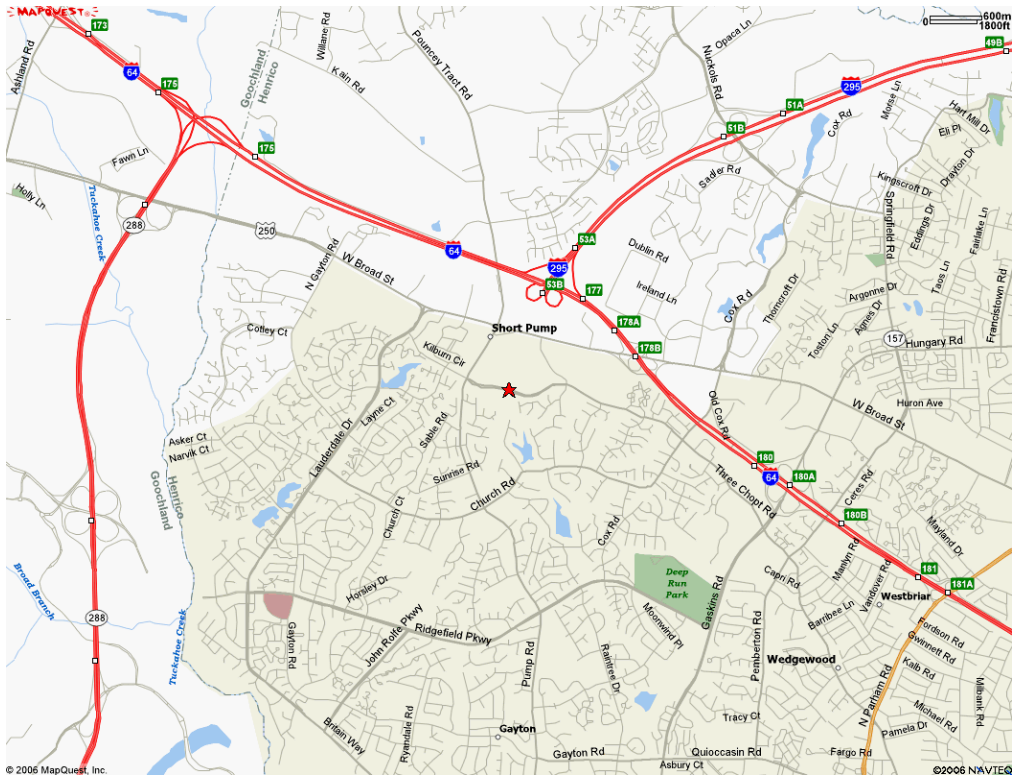 MAPQUEST
173
Ashland Rd
64
175
Willane Rd
Kain Rd
Pouncey Tract Rd
Opaca Ln
Nuckols Rd
0
600m
1800ft
49B
295
51A
51B
Morse Ln
Cox Rd
Hart Mill Dr
Eli Pl
Drayton Dr
Goochland
Henrico
175
Fawn Ln
Holly Ln
Tuckahoe Creek
288
250
Sadler Rd
Kingscroft Dr
Springfield Rd
Eddings Dr
Fairlake Ln
N Gayton Rd
W Broad St
64
53A
295
53B
177
Dublin Rd
Ireland Ln
Cox Rd
Thorncroft Dr
Taos Ln
Argonne Dr
Agnes Dr
Toston Ln
Francistown Rd
Cotley Ct
Short Pump
178A
178B
157
Hungary Rd
Kilburn Cir
Layne Ct
Sable Rd
Old Cox Rd
W Broad St
Huron Ave
Asker Ct
Narvik Ct
Lauderdale Dr
Henrico
Goochland
Sunrise Rd
Church Rd
Church Ct
Cox Rd
Three Chopt Rd
180
64
180A
180B
Ceres Rd
Mayland Dr
Broad Branch
288
Tuckahoe Creek
Horsley Dr
Deep
Run
Park
Gaskins Rd
Capri Rd
Manlyn Rd
Vandover Rd
181
181A
Westbriar
Barribee Ln
Gayton Rd
John Rolfe Pkwy
Ridgefield Pkwy
Moonwind Pl
Pemberton Rd
Fordson Rd
Gwinnett Rd
Wedgewood
Kalb Rd
Pump Rd
Raintree Dr
N Parham Rd
Milbank Rd
Michael Rd
Pamela Dr
Britain Way
Ryandale Rd
Gayton
Tracy Ct
Gayton Rd
Quioccasin Rd
Asbury Ct
Fargo Rd
© 2006 MapQuest, Inc.
©2006 NAVTEQ